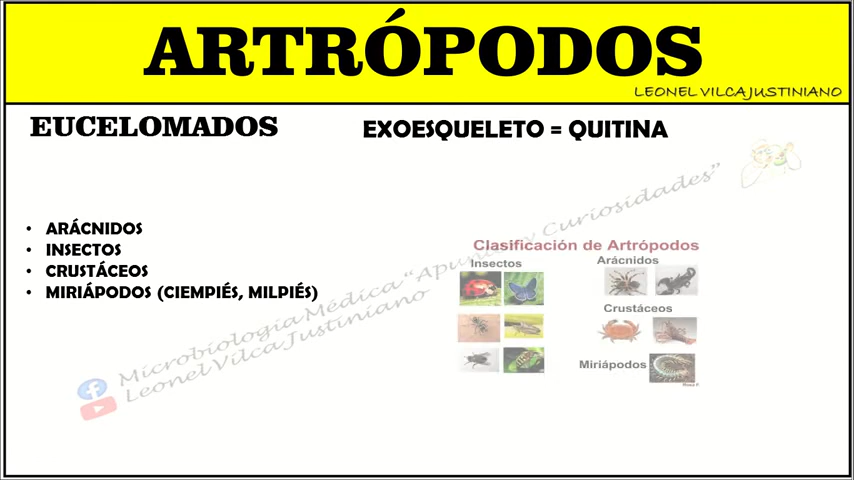 ARTRÓPODOS
LEONEL VILCA JUSTINIANO
EUCELOMADOS
EXOESQUELETO = QUITINA
• ARÁCNIDOS
• INSECTOS
• CRUSTÁCEOS
• MIRIÁPODOS (CIEMPIÉS, MILPIÉS)
Clasificación de Artrópodos
Insectos
Arácnidos
Crustáceos
Miriápodos
Microbiología Médica "Apuntes y Curiosidades"
Leonel Vilca Justiniano